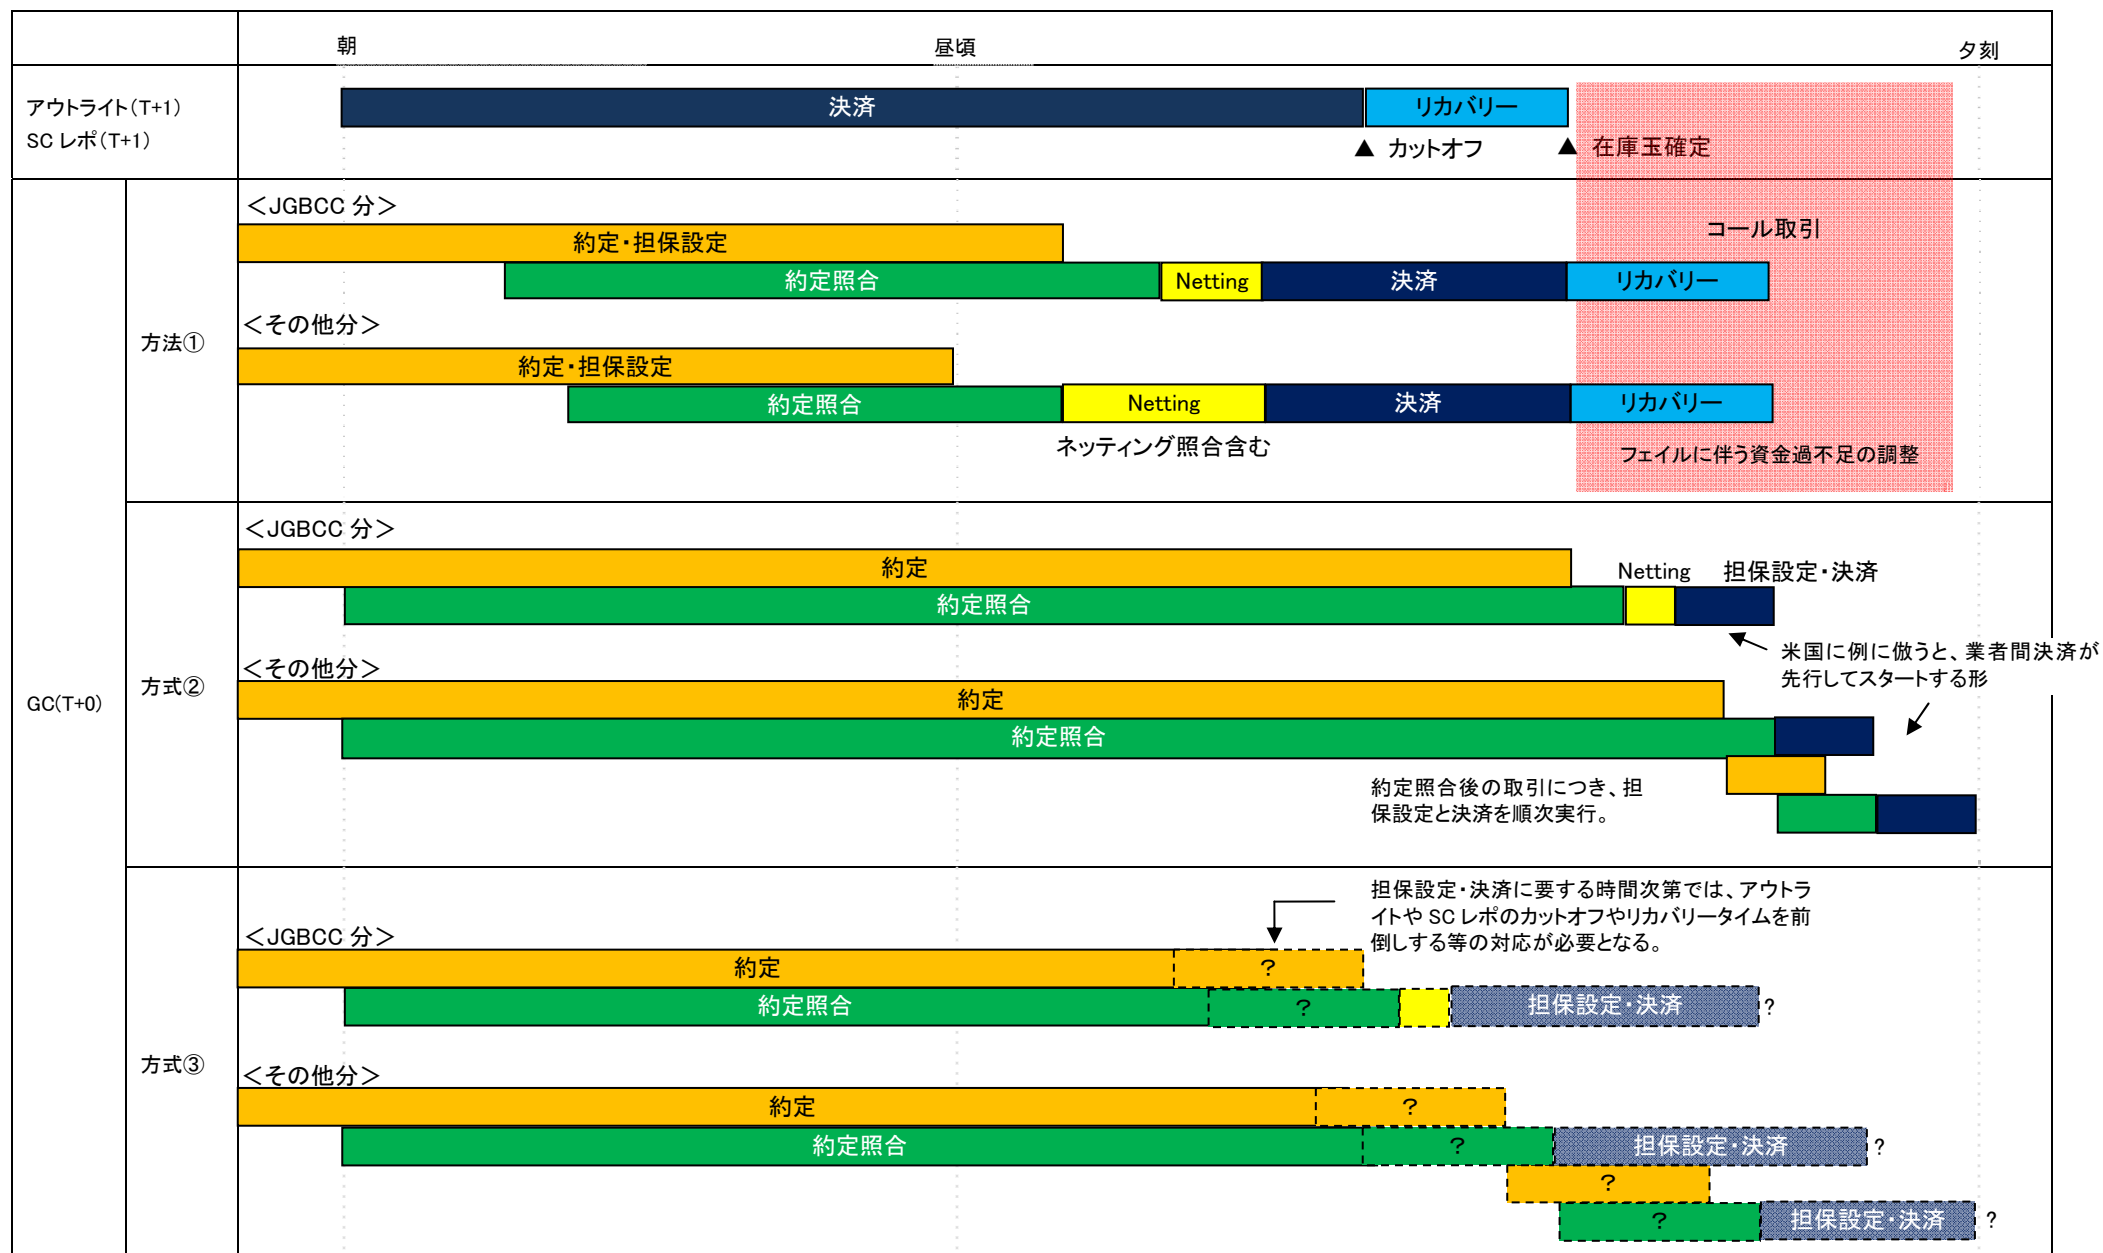 朝 昼頃 夕刻
アウトライト(T+1)
SC レポ(T+1)
決済 リカバリー
▲ カットオフ ▲ 在庫玉確定
GC(T+0)
方法①
＜JGBCC 分＞
約定・担保設定
コール取引
約定照合 Netting 決済 リカバリー
＜その他分＞
約定・担保設定
約定照合 Netting 決済 リカバリー
ネッティング照合含む
フェイルに伴う資金過不足の調整
方式②
＜JGBCC 分＞
約定
Netting 担保設定・決済
約定照合
米国に例に倣うと、業者間決済が
先行してスタートする形
＜その他分＞
約定
約定照合
約定照合後の取引につき、担
保設定と決済を順次実行。
方式③
担保設定・決済に要する時間次第では、アウトラ
イトや SC レポのカットオフやリカバリータイムを前
倒しする等の対応が必要となる。
＜JGBCC 分＞
約定 ？
約定照合 ？ 担保設定・決済 ?
＜その他分＞
約定 ？
約定照合 ？ 担保設定・決済 ?
？
？ 担保設定・決済 ?